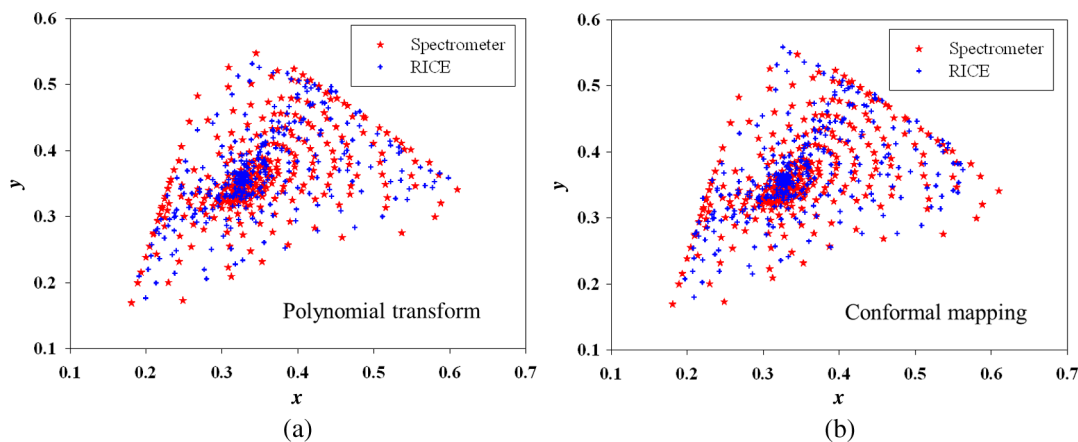 0.6
0.5
0.4
0.3
0.2
0.1
y
0.1 0.2 0.3 0.4 0.5 0.6 0.7
x
Spectrometer
RICE
Polynomial transform
(a)
0.6
0.5
0.4
0.3
0.2
0.1
y
0.1 0.2 0.3 0.4 0.5 0.6 0.7
x
Spectrometer
RICE
Conformal mapping
(b)